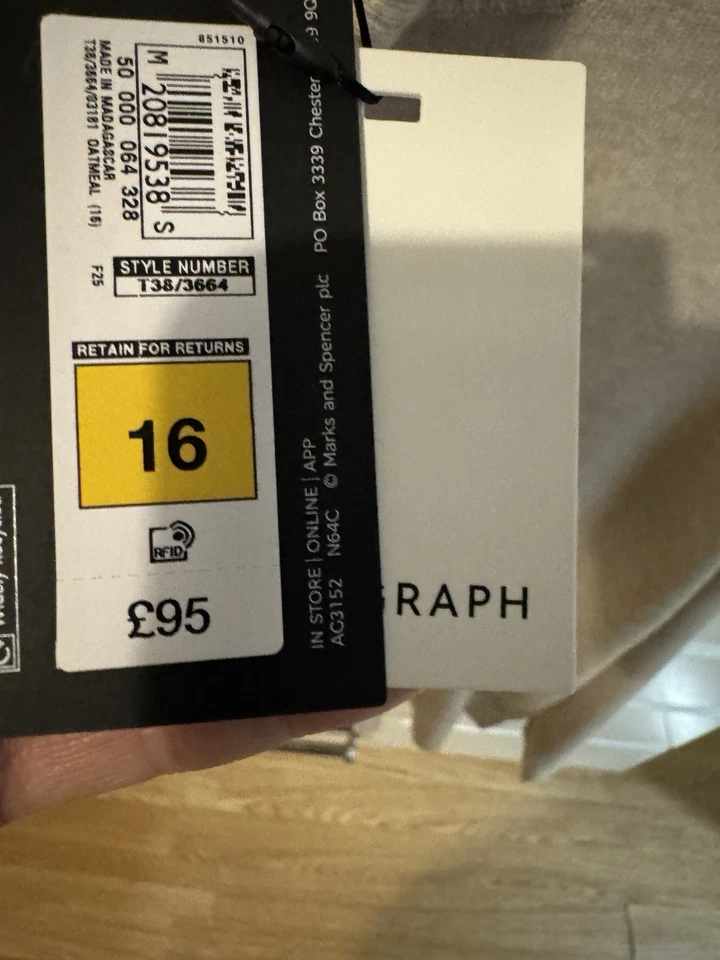 851510
M 20819538 S
50 000 064 328
MADE IN MADAGASCAR
T38/3664/03181 OATMEAL (16)
F25
STYLE NUMBER
T38/3664
RETAIN FOR RETURNS
16
RFID
£95
IN STORE | ONLINE | APP
AG3152 N64C © Marks and Spencer plc PO Box 3339 Chester
RAPH